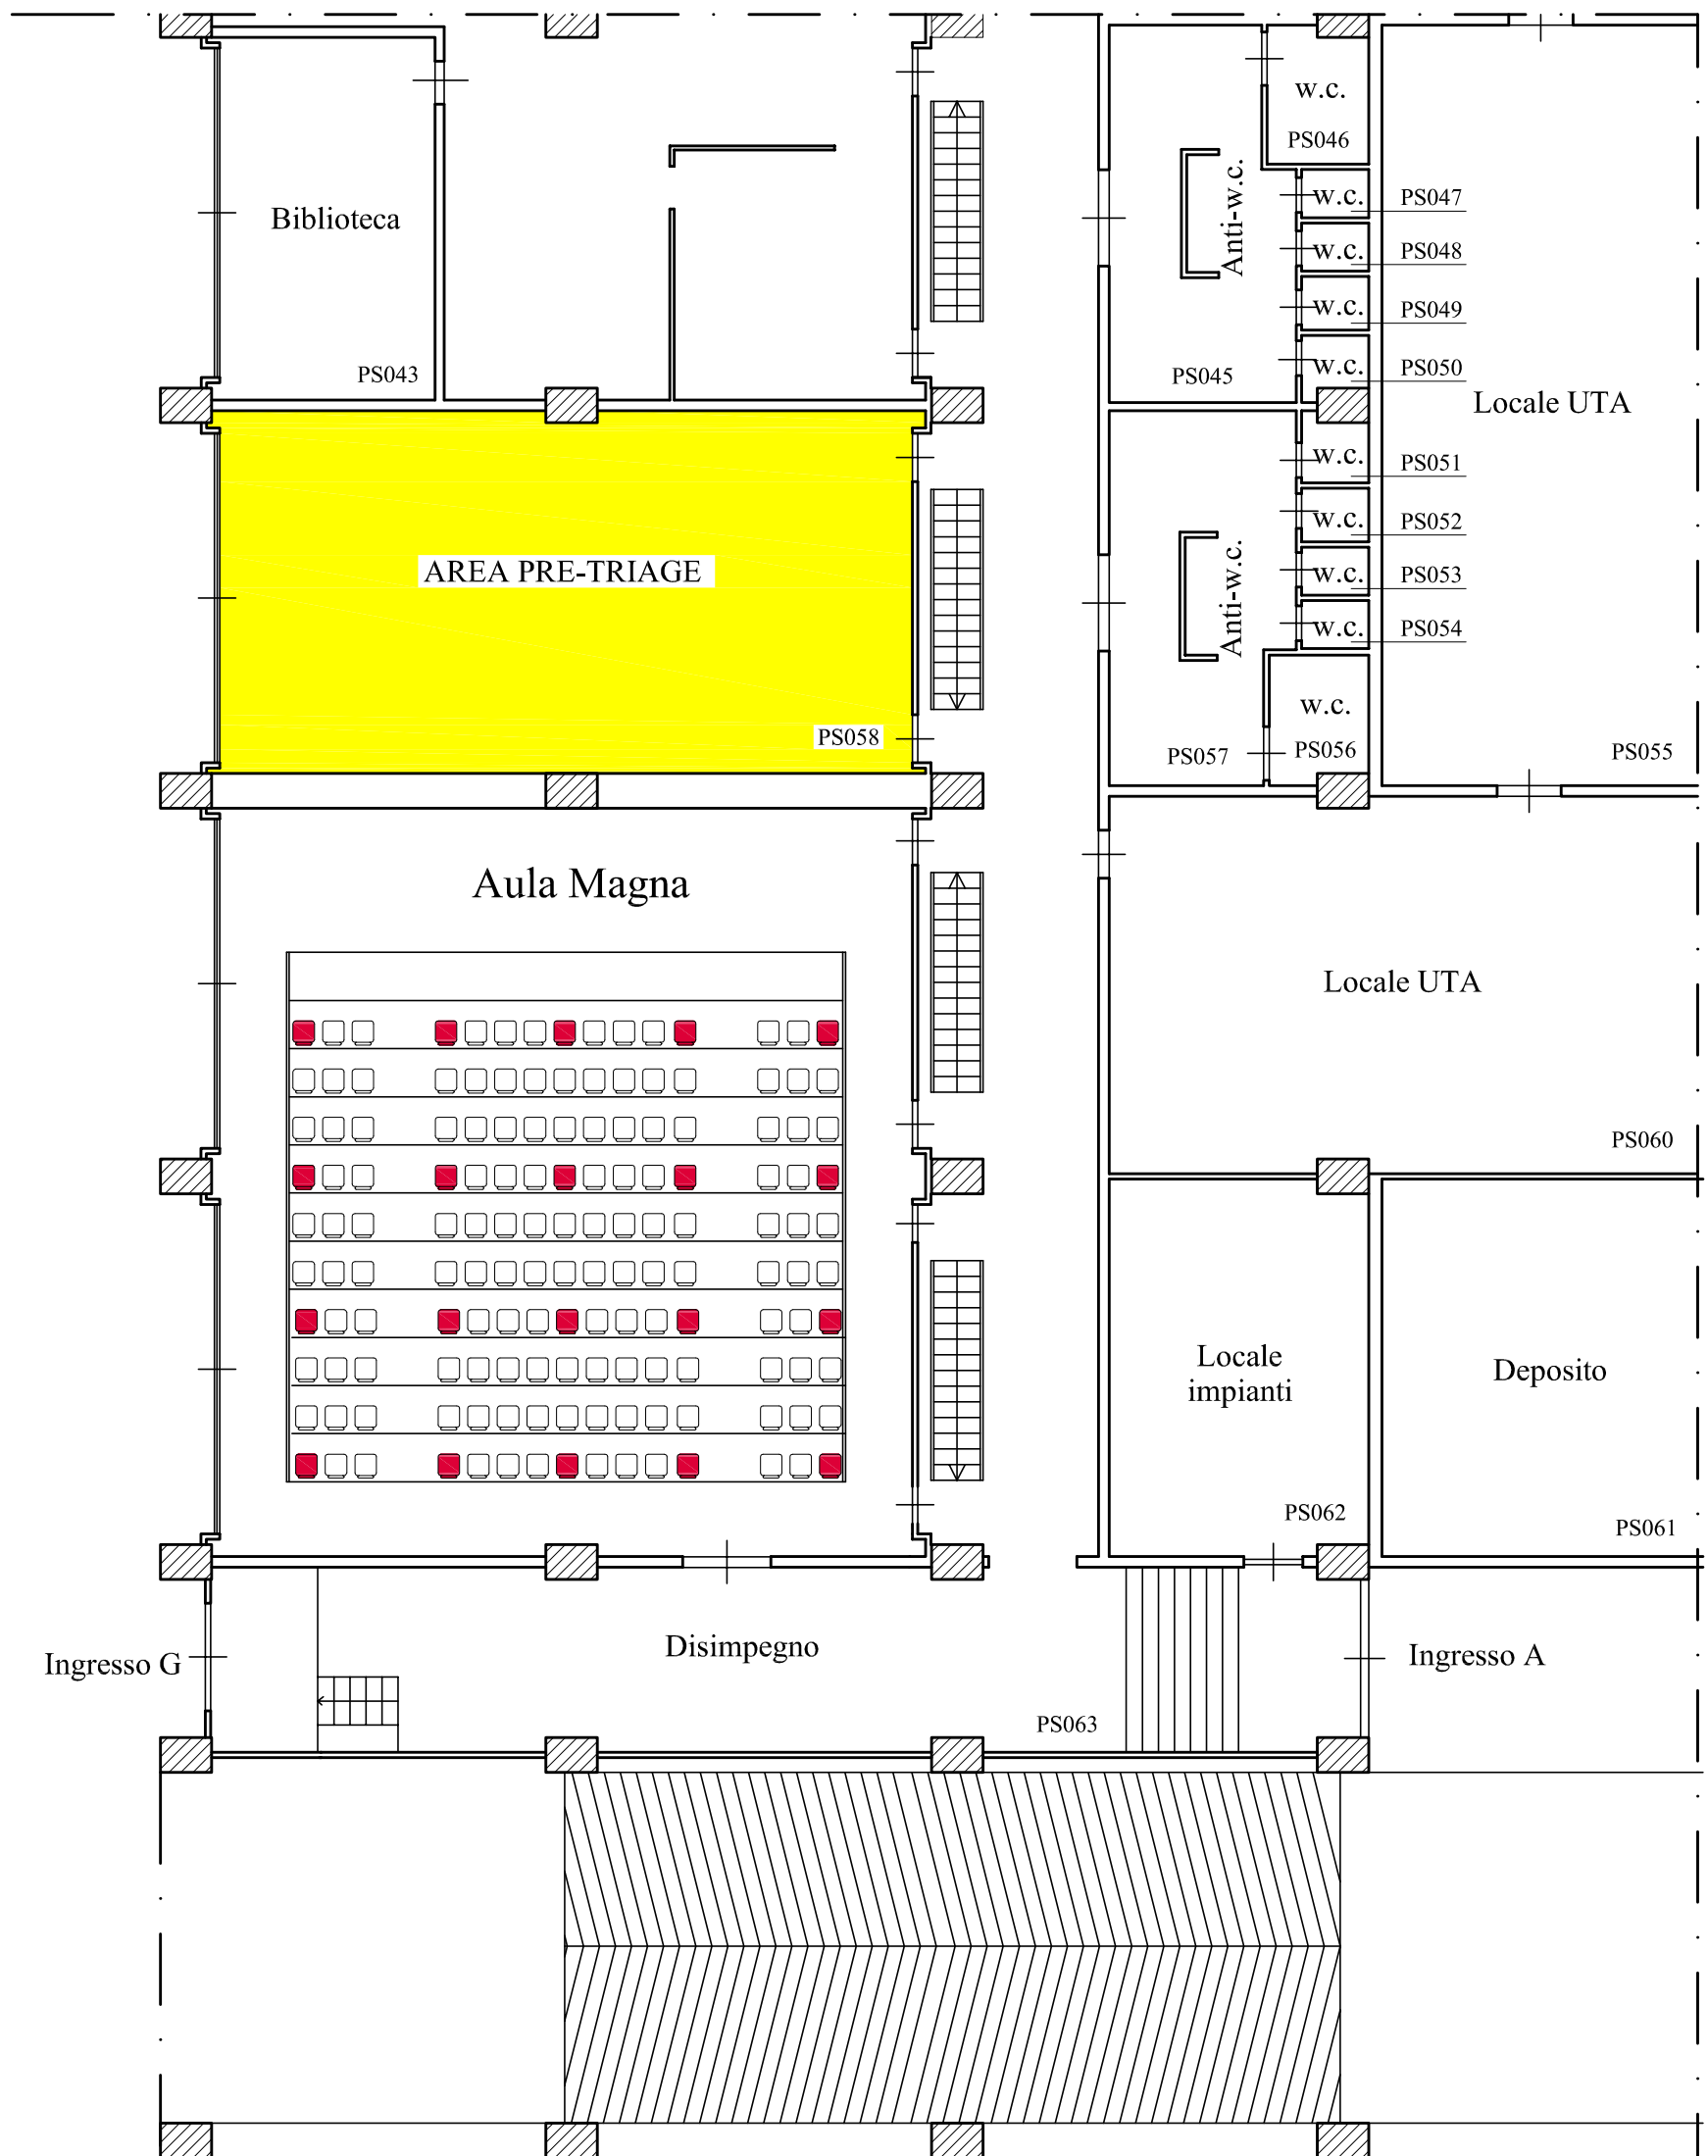 w.c.
PS046
Anti-w.c.
w.c.
PS047
Biblioteca
w.c.
PS048
w.c.
PS049
w.c.
PS050
PS043
PS045
Locale UTA
w.c.
PS051
w.c.
PS052
AREA PRE-TRIAGE
Anti-w.c.
w.c.
PS053
w.c.
PS054
w.c.
PS058
PS057
PS056
PS055
Aula Magna
Locale UTA
PS060
Locale
impianti
Deposito
PS062
PS061
Ingresso G
Disimpegno
Ingresso A
PS063